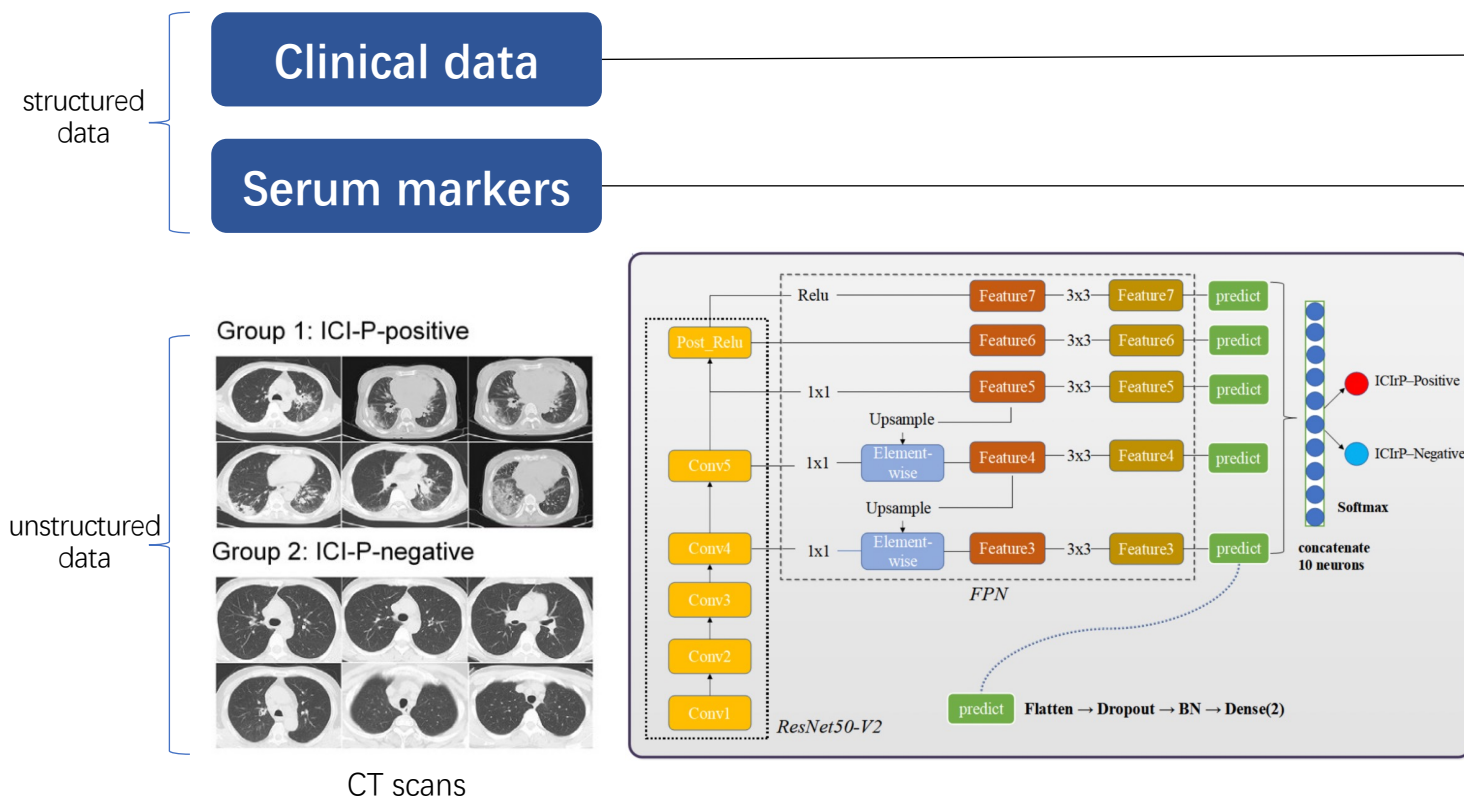 structured
data
Clinical data
Serum markers
unstructured
data
Group 1: ICI-P-positive
Group 2: ICI-P-negative
CT scans
Relu
Feature7
3x3
Feature7
predict
Post_Relu
Feature6
3x3
Feature6
predict
1x1
Feature5
3x3
Feature5
predict
Upsample
Conv5
1x1
Element-
wise
Feature4
3x3
Feature4
predict
Upsample
Conv4
1x1
Element-
wise
Feature3
3x3
Feature3
predict
FPN
Conv3
Conv2
Conv1
ResNet50-V2
ICIrP–Positive
ICIrP–Negative
Softmax
concatenate
10 neurons
predict
Flatten → Dropout → BN → Dense(2)